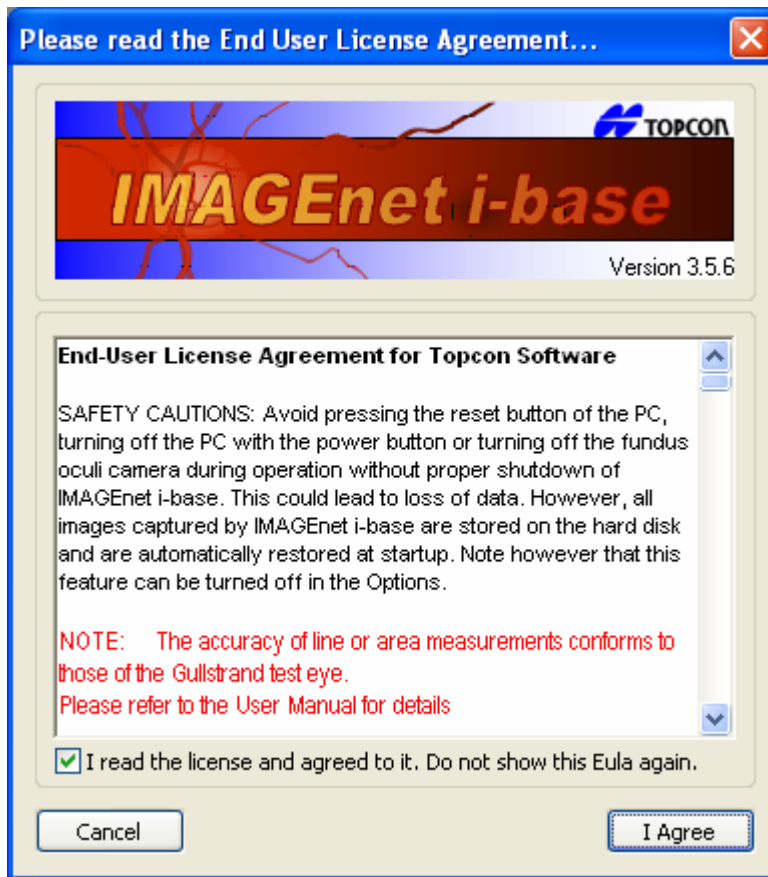 Please read the End User License Agreement...
TOPCON
IMAGEnet i-base
Version 3.5.6
End-User License Agreement for Topcon Software
SAFETY CAUTIONS: Avoid pressing the reset button of the PC,
turning off the PC with the power button or turning off the fundus
oculi camera during operation without proper shutdown of
IMAGEnet i-base. This could lead to loss of data. However, all
images captured by IMAGEnet i-base are stored on the hard disk
and are automatically restored at startup. Note however that this
feature can be turned off in the Options.
NOTE: The accuracy of line or area measurements conforms to
those of the Gullstrand test eye.
Please refer to the User Manual for details
I read the license and agreed to it. Do not show this Eula again.
Cancel
I Agree